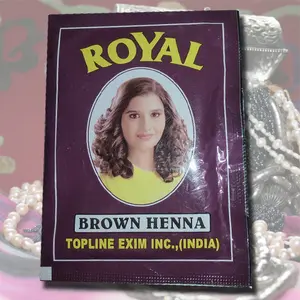 ROYAL
BROWN HENNA
TOPLINE EXIM INC.,(INDIA)